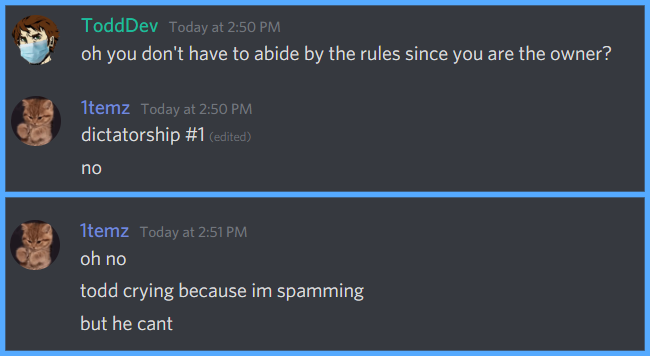 ToddDev Today at 2:50 PM
oh you don't have to abide by the rules since you are the owner?
1temz Today at 2:50 PM
dictatorship #1 (edited)
no
1temz Today at 2:51 PM
oh no
todd crying because im spamming
but he cant